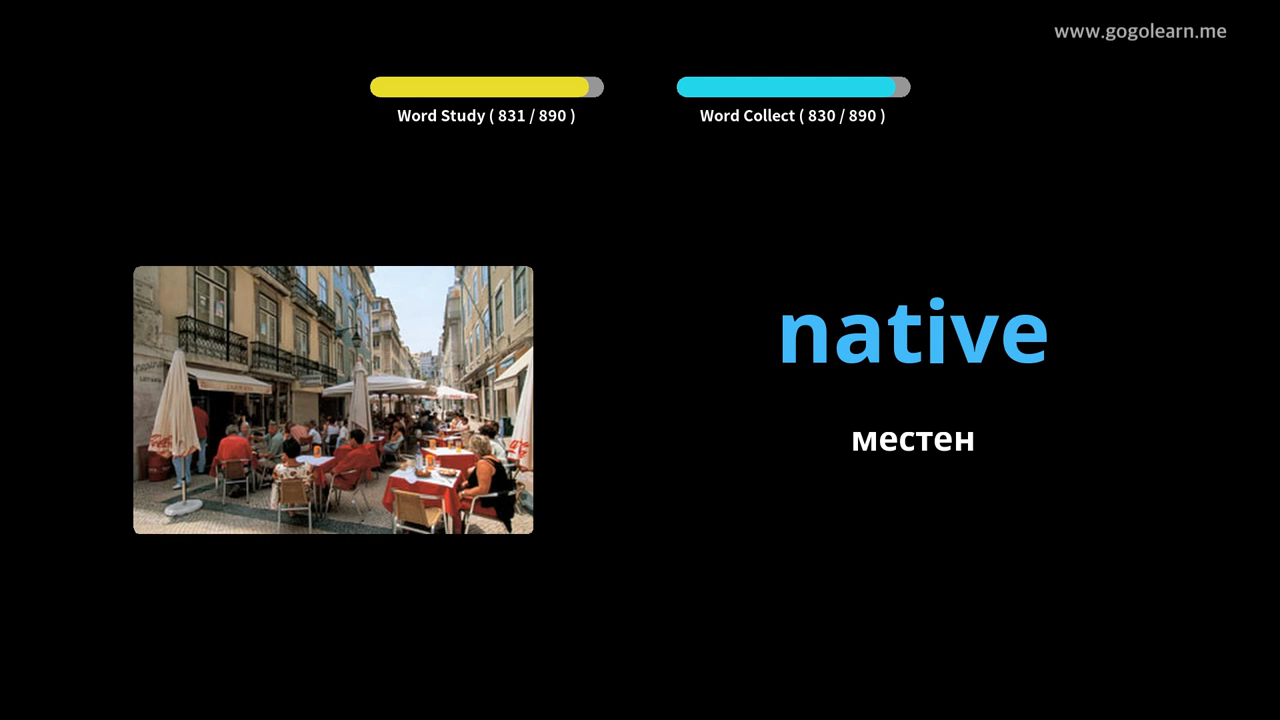 www.gogolearn.me
Word Study ( 831 / 890 )
Word Collect ( 830 / 890 )
native
местен